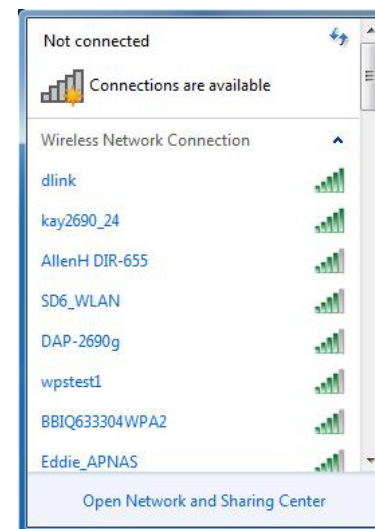 Not connected
Connections are available
Wireless Network Connection
dlink
kay2690_24
AllenH DIR-655
SD6_WLAN
DAP-2690g
wpstest1
BBIQ633304WPA2
Eddie_APNAS
Open Network and Sharing Center